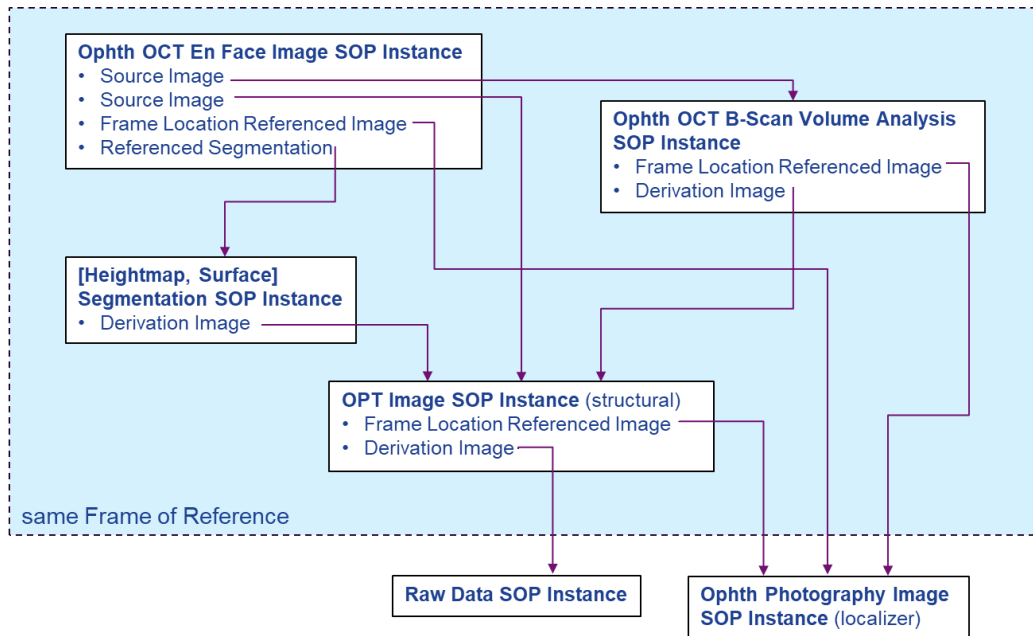 Ophth OCT En Face Image SOP Instance
• Source Image
• Source Image
• Frame Location Referenced Image
• Referenced Segmentation
Ophth OCT B-Scan Volume Analysis
SOP Instance
• Frame Location Referenced Image
• Derivation Image
[Heightmap, Surface]
Segmentation SOP Instance
• Derivation Image
OPT Image SOP Instance (structural)
• Frame Location Referenced Image
• Derivation Image
same Frame of Reference
Raw Data SOP Instance
Ophth Photography Image
SOP Instance (localizer)